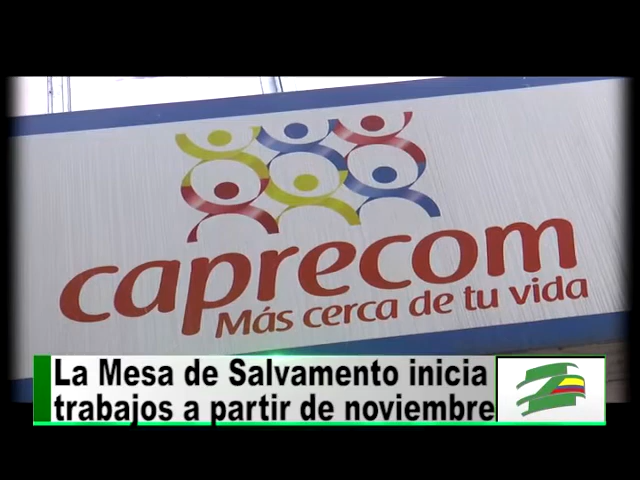 caprecom
Más cerca de tu vida
La Mesa de Salvamento inicia
trabajos a partir de noviembre